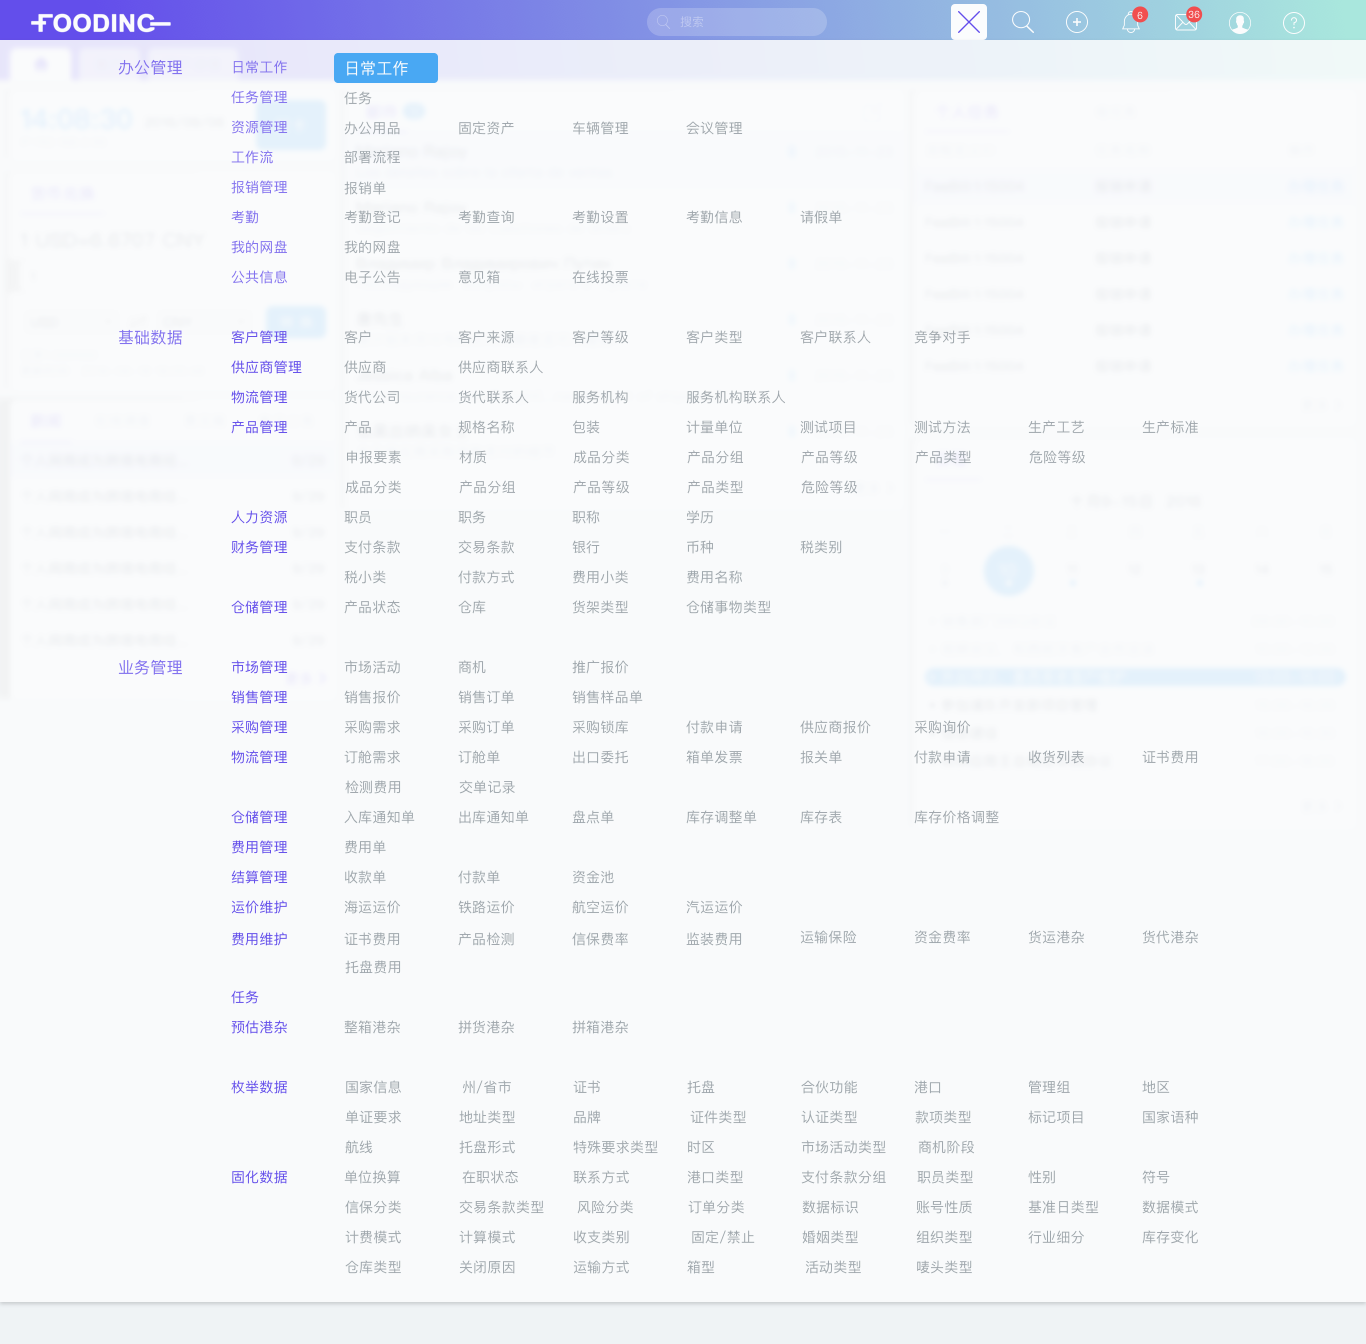 FOODING 搜索 6 36
办公管理 日常工作 日常工作
任务管理 任务
资源管理 办公用品 固定资产 车辆管理 会议管理
工作流 部署流程
报销管理 报销单
考勤 考勤登记 考勤查询 考勤设置 考勤信息 请假单
我的网盘 我的网盘
公共信息 电子公告 意见箱 在线投票
基础数据 客户管理 客户 客户来源 客户等级 客户类型 客户联系人 竞争对手
供应商管理 供应商 供应商联系人
物流管理 货代公司 货代联系人 服务机构 服务机构联系人
产品管理 产品 规格名称 包装 计量单位 测试项目 测试方法 生产工艺 生产标准
申报要素 材质 成品分类 产品分组 产品等级 产品类型 危险等级
成品分类 产品分组 产品等级 产品类型 危险等级
人力资源 职员 职务 职称 学历
财务管理 支付条款 交易条款 银行 币种 税类别
税小类 付款方式 费用小类 费用名称
仓储管理 产品状态 仓库 货架类型 仓储事物类型
业务管理 市场管理 市场活动 商机 推广报价
销售管理 销售报价 销售订单 销售样品单
采购管理 采购需求 采购订单 采购锁库 付款申请 供应商报价 采购询价
物流管理 订舱需求 订舱单 出口委托 箱单发票 报关单 付款申请 收货列表 证书费用
检测费用 交单记录
仓储管理 入库通知单 出库通知单 盘点单 库存调整单 库存表 库存价格调整
费用管理 费用单
结算管理 收款单 付款单 资金池
运价维护 海运运价 铁路运价 航空运价 汽运运价
费用维护 证书费用 产品检测 信保费率 监装费用 运输保险 资金费率 货运港杂 货代港杂
托盘费用
任务
预估港杂 整箱港杂 拼货港杂 拼箱港杂
枚举数据 国家信息 州/省市 证书 托盘 合伙功能 港口 管理组 地区
单证要求 地址类型 品牌 证件类型 认证类型 款项类型 标记项目 国家语种
航线 托盘形式 特殊要求类型 时区 市场活动类型 商机阶段
固化数据 单位换算 在职状态 联系方式 港口类型 支付条款分组 职员类型 性别 符号
信保分类 交易条款类型 风险分类 订单分类 数据标识 账号性质 基准日类型 数据模式
计费模式 计算模式 收支类别 固定/禁止 婚姻类型 组织类型 行业细分 库存变化
仓库类型 关闭原因 运输方式 箱型 活动类型 唛头类型